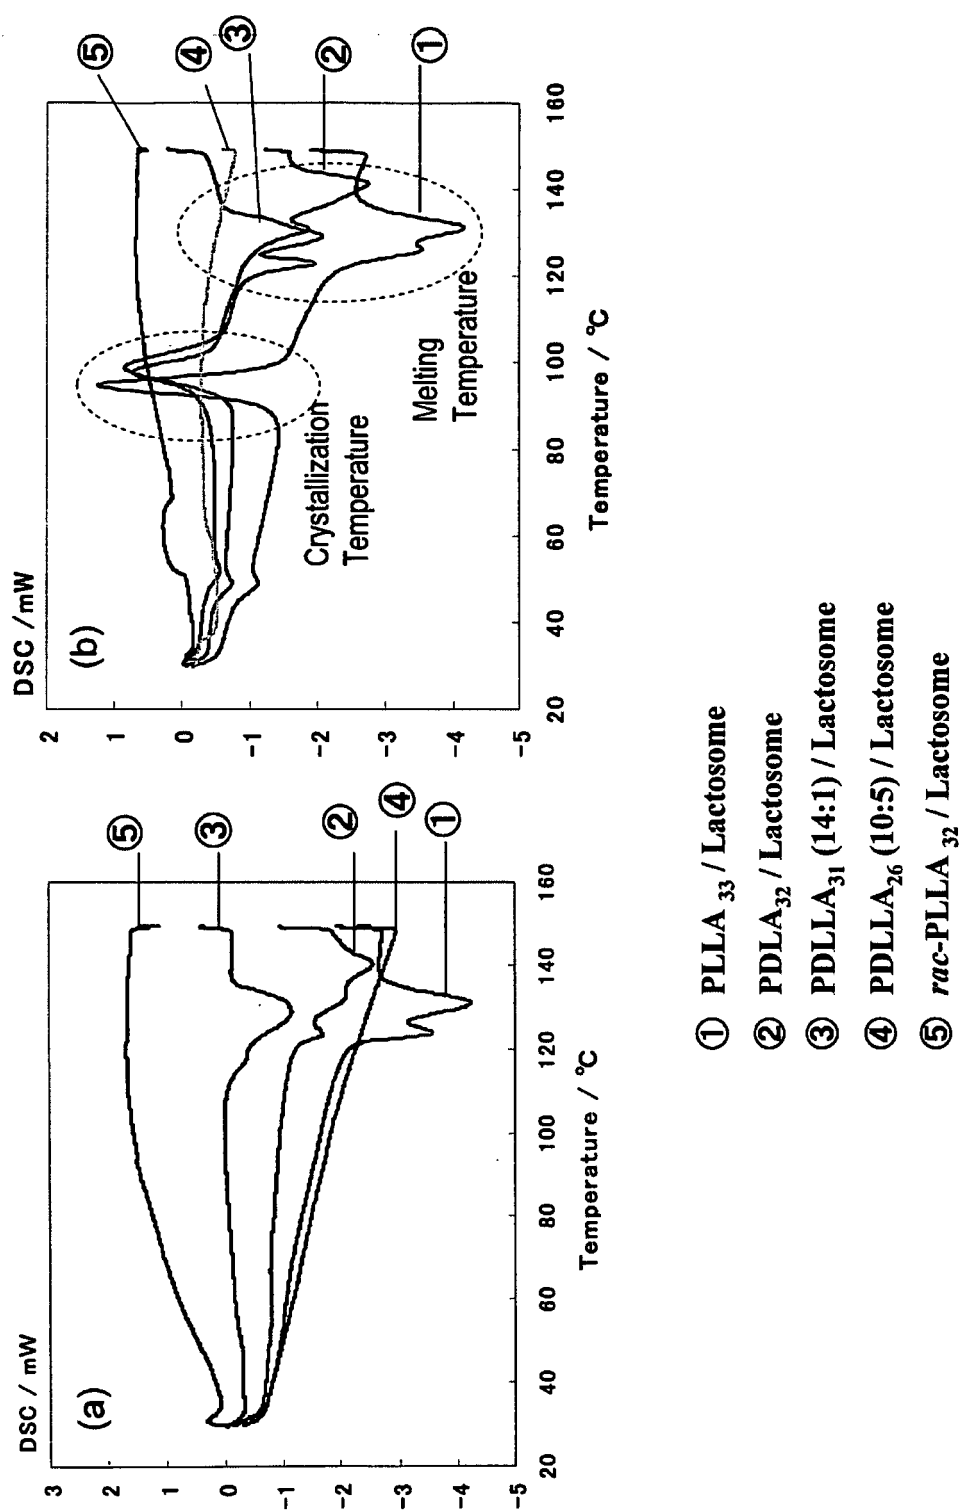 DSC / mW
(a)
3
2
1
0
-1
-2
-3
-4
-5
20
40
60
80
100
120
140
160
Temperature / °C
⑤
③
②
④
①
DSC / mW
(b)
2
1
0
-1
-2
-3
-4
-5
20
40
60
80
100
120
140
160
Temperature / °C
Crystallization
Temperature
Melting
Temperature
⑤
④
③
②
①
① PLLA33 / Lactosome
② PDLA32 / Lactosome
③ PDLLA31 (14:1) / Lactosome
④ PDLLA26 (10:5) / Lactosome
⑤ rac-PLLA32 / Lactosome